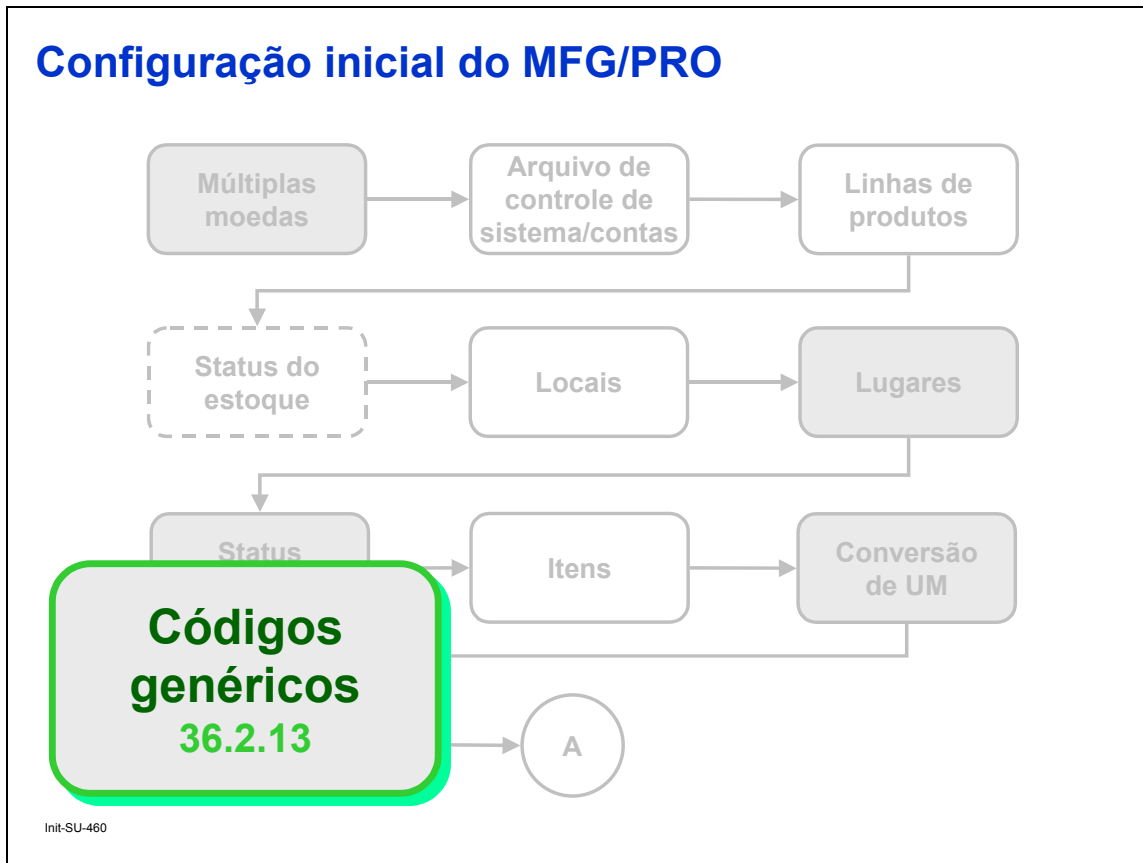 Configuração inicial do MFG/PRO
Múltiplas
moedas
Arquivo de
controle de
sistema/contas
Linhas de
produtos
Status do
estoque
Locais
Lugares
Status
Itens
Conversão
de UM
Códigos
genéricos
36.2.13
A
Init-SU-460